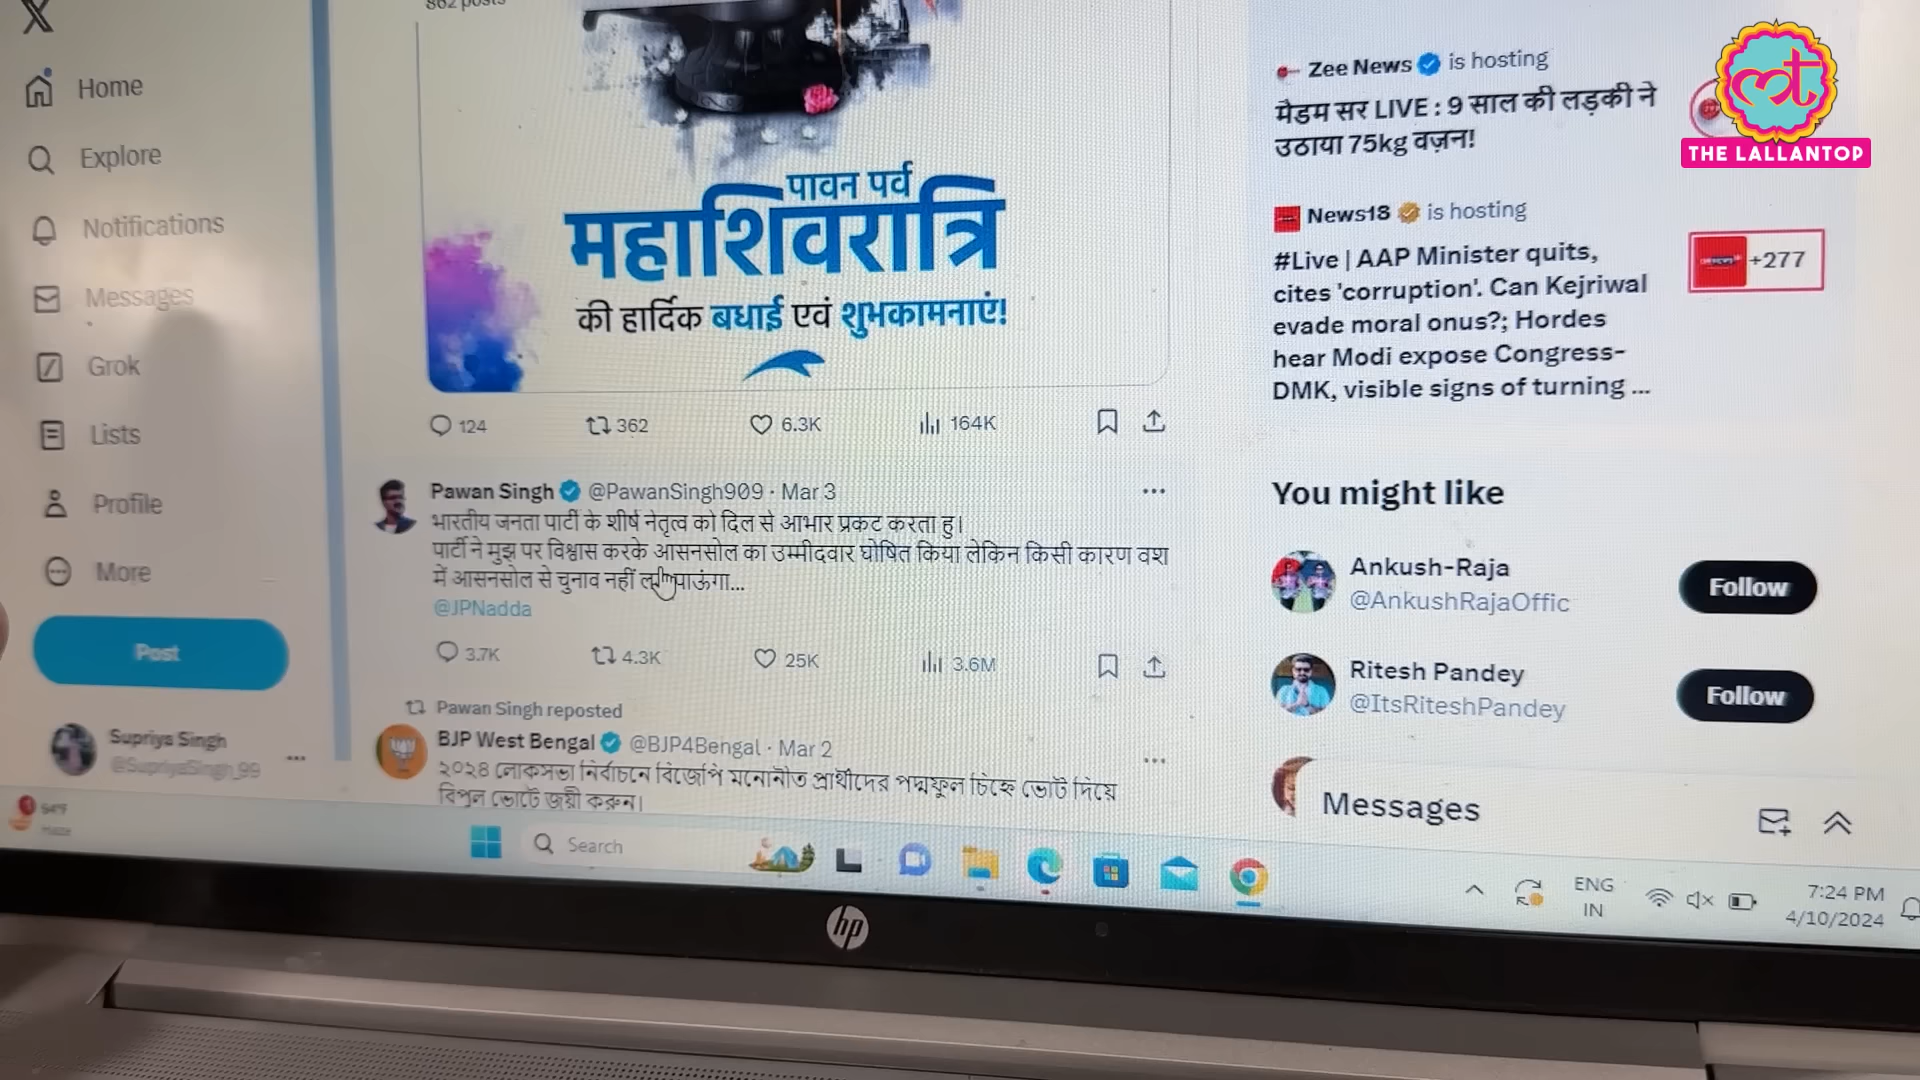 862 posts
Home
Explore
Notifications
Messages
Grok
Lists
Profile
More
Post
Supriya Singh
@SupriyaSingh_99
पावन पर्व
महाशिवरात्रि
की हार्दिक बधाई एवं शुभकामनाएं!
124 362 6.3K 164K
Pawan Singh @PawanSingh909 · Mar 3
भारतीय जनता पार्टी के शीर्ष नेतृत्व को दिल से आभार प्रकट करता हु।
पार्टी ने मुझ पर विश्वास करके आसनसोल का उम्मीदवार घोषित किया लेकिन किसी कारण वश
में आसनसोल से चुनाव नहीं पाऊंगा...
@JPNadda
3.7K 4.3K 25K 3.6M
Pawan Singh reposted
BJP West Bengal @BJP4Bengal · Mar 2
২০২৪ লোকসভা নির্বাচনে বিজেপি মনোনীত প্রার্থীদের পদ্মফুল চিহ্নে ভোট দিয়ে
বিপুল ভোটে জয়ী করুন।
Zee News is hosting
मैडम सर LIVE : 9 साल की लड़की ने
उठाया 75kg वज़न!
News18 is hosting
#Live | AAP Minister quits,
cites 'corruption'. Can Kejriwal
evade moral onus?; Hordes
hear Modi expose Congress-
DMK, visible signs of turning ...
+277
THE LALLANTOP
You might like
Ankush-Raja
@AnkushRajaOffic
Follow
Ritesh Pandey
@ItsRiteshPandey
Follow
Messages
Search
ENG
IN
7:24 PM
4/10/2024
hp